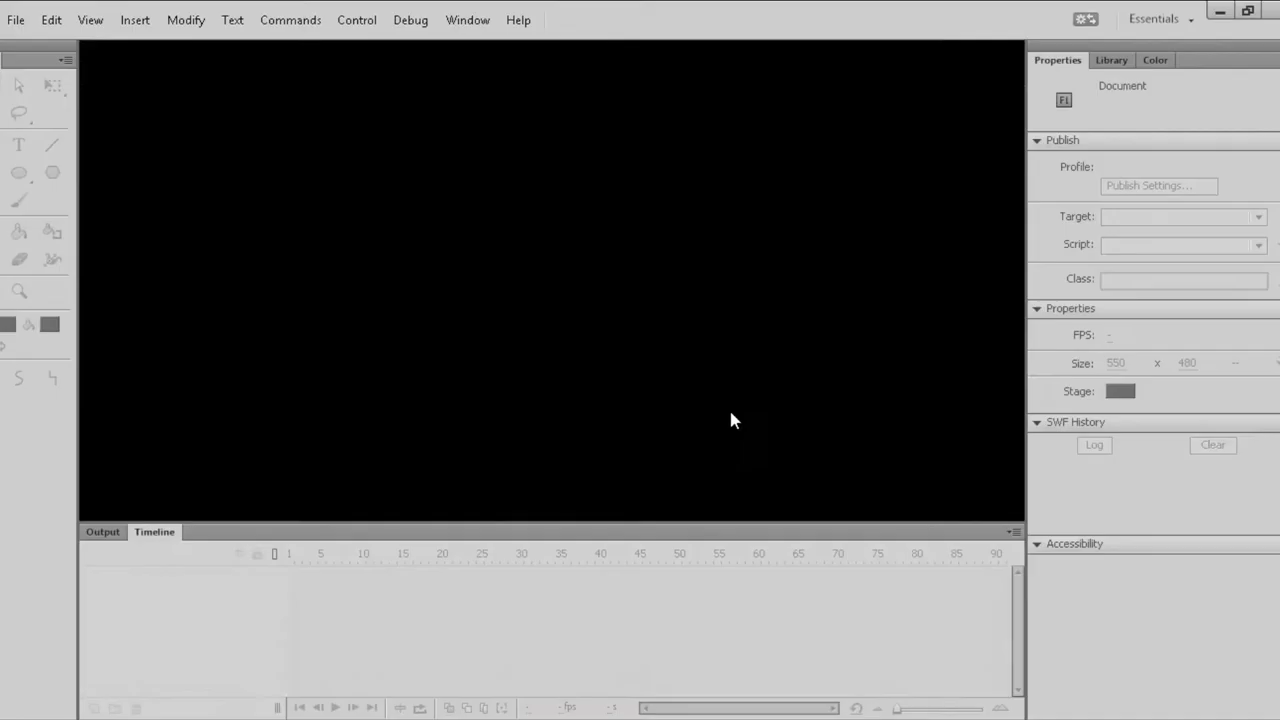 File Edit View Insert Modify Text Commands Control Debug Window Help Essentials
Properties Library Color
Fl Document
Publish
Profile:
Publish Settings...
Target:
Script:
Class:
Properties
FPS: -
Size: 550 x 480
Stage:
SWF History
Log Clear
Output Timeline
1 5 10 15 20 25 30 35 40 45 50 55 60 65 70 75 80 85 90
Accessibility
- - fps - s